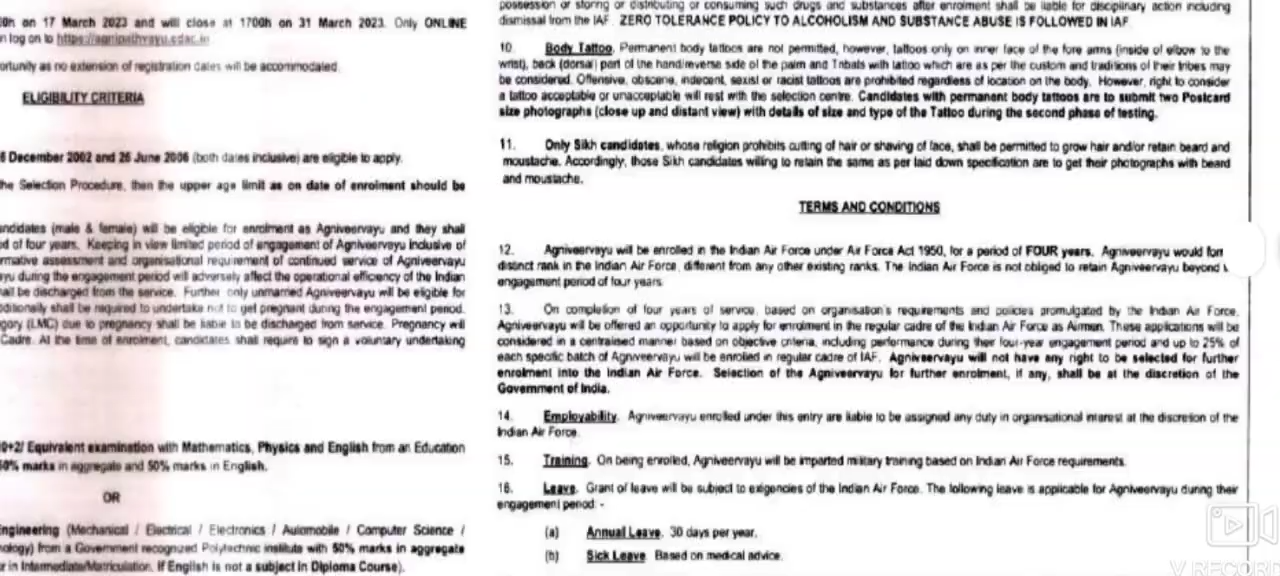 0h on 17 March 2023 and will close at 1700h on 31 March 2023. Only ONLINE
n log on to https://agnipathvayu.cdac.in
ortunity as no extension of registration dates will be accommodated.
ELIGIBILITY CRITERIA
6 December 2002 and 26 June 2006 (both dates inclusive) are eligible to apply.
the Selection Procedure, then the upper age limit as on date of enrolment should be
andidates (male & female) will be eligible for enrolment as Agniveervayu and they shall
od of four years. Keeping in view limited period of engagement of Agniveervayu inclusive of
rmative assessment and organisational requirement of continued service of Agniveervayu
yu during the engagement period will adversely affect the operational efficiency of the Indian
all be discharged from the service. Further, only unmarried Agniveervayu will be eligible for
ditionally shall be required to undertake not to get pregnant during the engagement period.
gory (LMC) due to pregnancy shall be liable to be discharged from service. Pregnancy will
Cadre. At the time of enrolment, candidates shall require to sign a voluntary undertaking
0+2/ Equivalent examination with Mathematics, Physics and English from an Education
50% marks in aggregate and 50% marks in English.
OR
Engineering (Mechanical / Electrical / Electronics / Automobile / Computer Science /
nology) from a Government recognized Polytechnic institute with 50% marks in aggregate
r in Intermediate/Matriculation, if English is not a subject in Diploma Course).
possession or storing or distributing or consuming such drugs and substances after enrolment shall be liable for disciplinary action including
dismissal from the IAF. ZERO TOLERANCE POLICY TO ALCOHOLISM AND SUBSTANCE ABUSE IS FOLLOWED IN IAF.
10. Body Tattoo. Permanent body tattoos are not permitted, however, tattoos only on inner face of the fore arms (inside of elbow to the
wrist), back (dorsal) part of the hand/reverse side of the palm and Tribals with tattoo which are as per the custom and traditions of their tribes may
be considered. Offensive, obscene, indecent, sexist or racist tattoos are prohibited regardless of location on the body. However, right to consider
a tattoo acceptable or unacceptable will rest with the selection centre. Candidates with permanent body tattoos are to submit two Postcard
size photographs (close up and distant view) with details of size and type of the Tattoo during the second phase of testing.
11. Only Sikh candidates, whose religion prohibits cutting of hair or shaving of face, shall be permitted to grow hair and/or retain beard and
moustache. Accordingly, those Sikh candidates willing to retain the same as per laid down specification are to get their photographs with beard
and moustache.
TERMS AND CONDITIONS
12. Agniveervayu will be enrolled in the Indian Air Force under Air Force Act 1950, for a period of FOUR years. Agniveervayu would for
distinct rank in the Indian Air Force, different from any other existing ranks. The Indian Air Force is not obliged to retain Agniveervayu beyond
engagement period of four years.
13. On completion of four years of service, based on organisation's requirements and policies promulgated by the Indian Air Force,
Agniveervayu will be offered an opportunity to apply for enrolment in the regular cadre of the Indian Air Force as Airmen. These applications will be
considered in a centralised manner based on objective criteria, including performance during their four-year engagement period and up to 25% of
each specific batch of Agniveervayu will be enrolled in regular cadre of IAF. Agniveervayu will not have any right to be selected for further
enrolment into the Indian Air Force. Selection of the Agniveervayu for further enrolment, if any, shall be at the discretion of the
Government of India.
14. Employability. Agniveervayu enrolled under this entry are liable to be assigned any duty in organisational interest at the discretion of the
Indian Air Force.
15. Training. On being enrolled, Agniveervayu will be imparted military training based on Indian Air Force requirements.
16. Leave. Grant of leave will be subject to exigencies of the Indian Air Force. The following leave is applicable for Agniveervayu during their
engagement period: -
(a) Annual Leave. 30 days per year.
(b) Sick Leave. Based on medical advice.
V RECORD